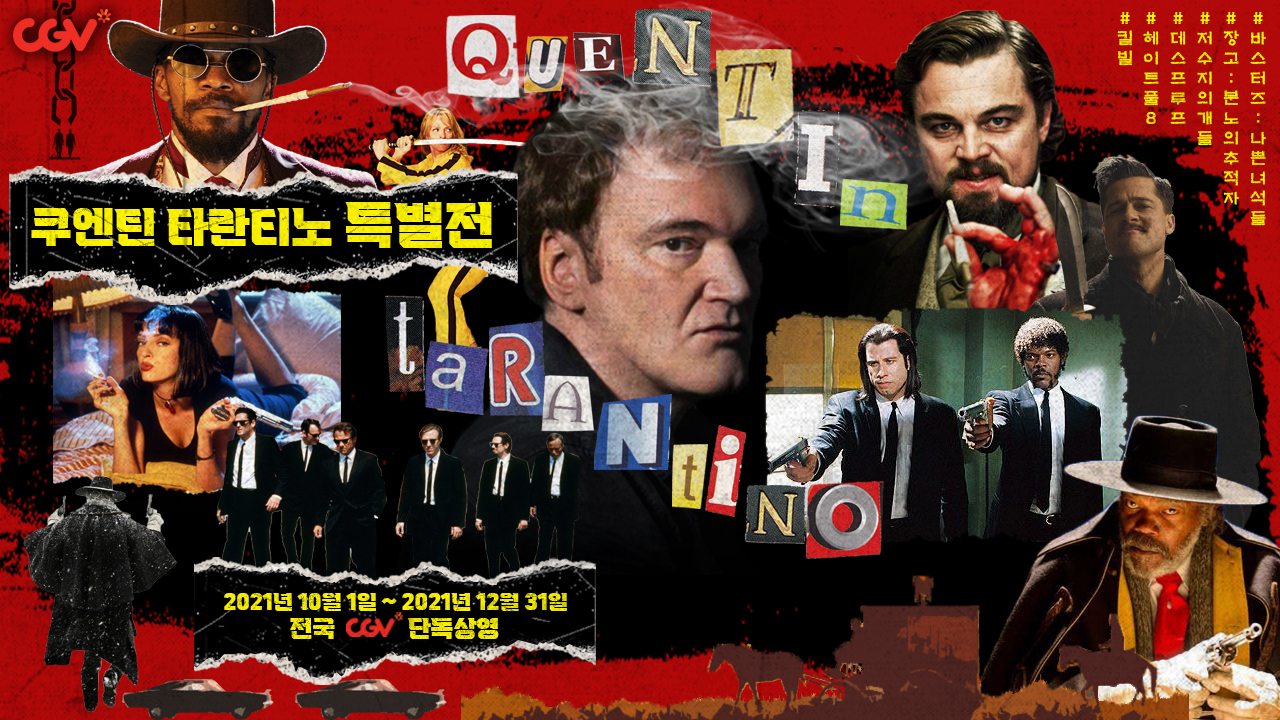 CGV
QUENTIn
#바스터즈:나쁜녀석들
#장고:분노의추적자
#저수지의개들
#데스프루프
#헤이트풀8
#킬빌
쿠엔틴 타란티노 특별전
taRANtiNO
2021년 10월 1일 ~ 2021년 12월 31일
전국 CGV 단독상영